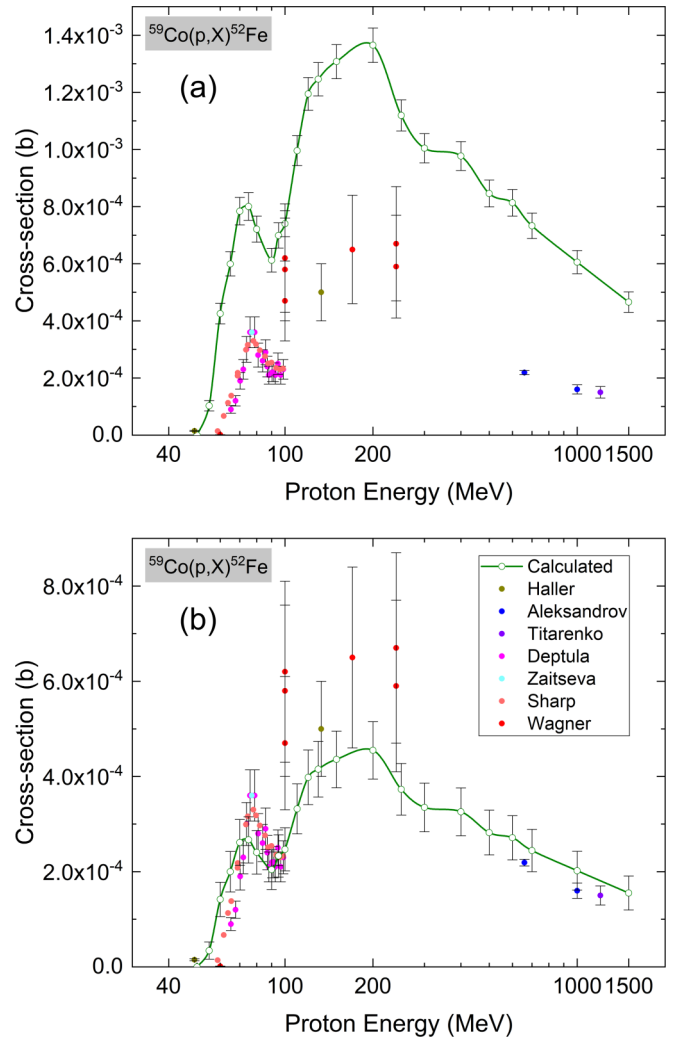 ⁵⁹Co(p,X)⁵²Fe
(a)
Cross-section (b)
1.4x10⁻³
1.2x10⁻³
1.0x10⁻³
8.0x10⁻⁴
6.0x10⁻⁴
4.0x10⁻⁴
2.0x10⁻⁴
0.0
40 100 200 1000 1500
Proton Energy (MeV)
⁵⁹Co(p,X)⁵²Fe
(b)
Calculated
Haller
Aleksandrov
Titarenko
Deptula
Zaitseva
Sharp
Wagner
Cross-section (b)
8.0x10⁻⁴
6.0x10⁻⁴
4.0x10⁻⁴
2.0x10⁻⁴
0.0
40 100 200 1000 1500
Proton Energy (MeV)